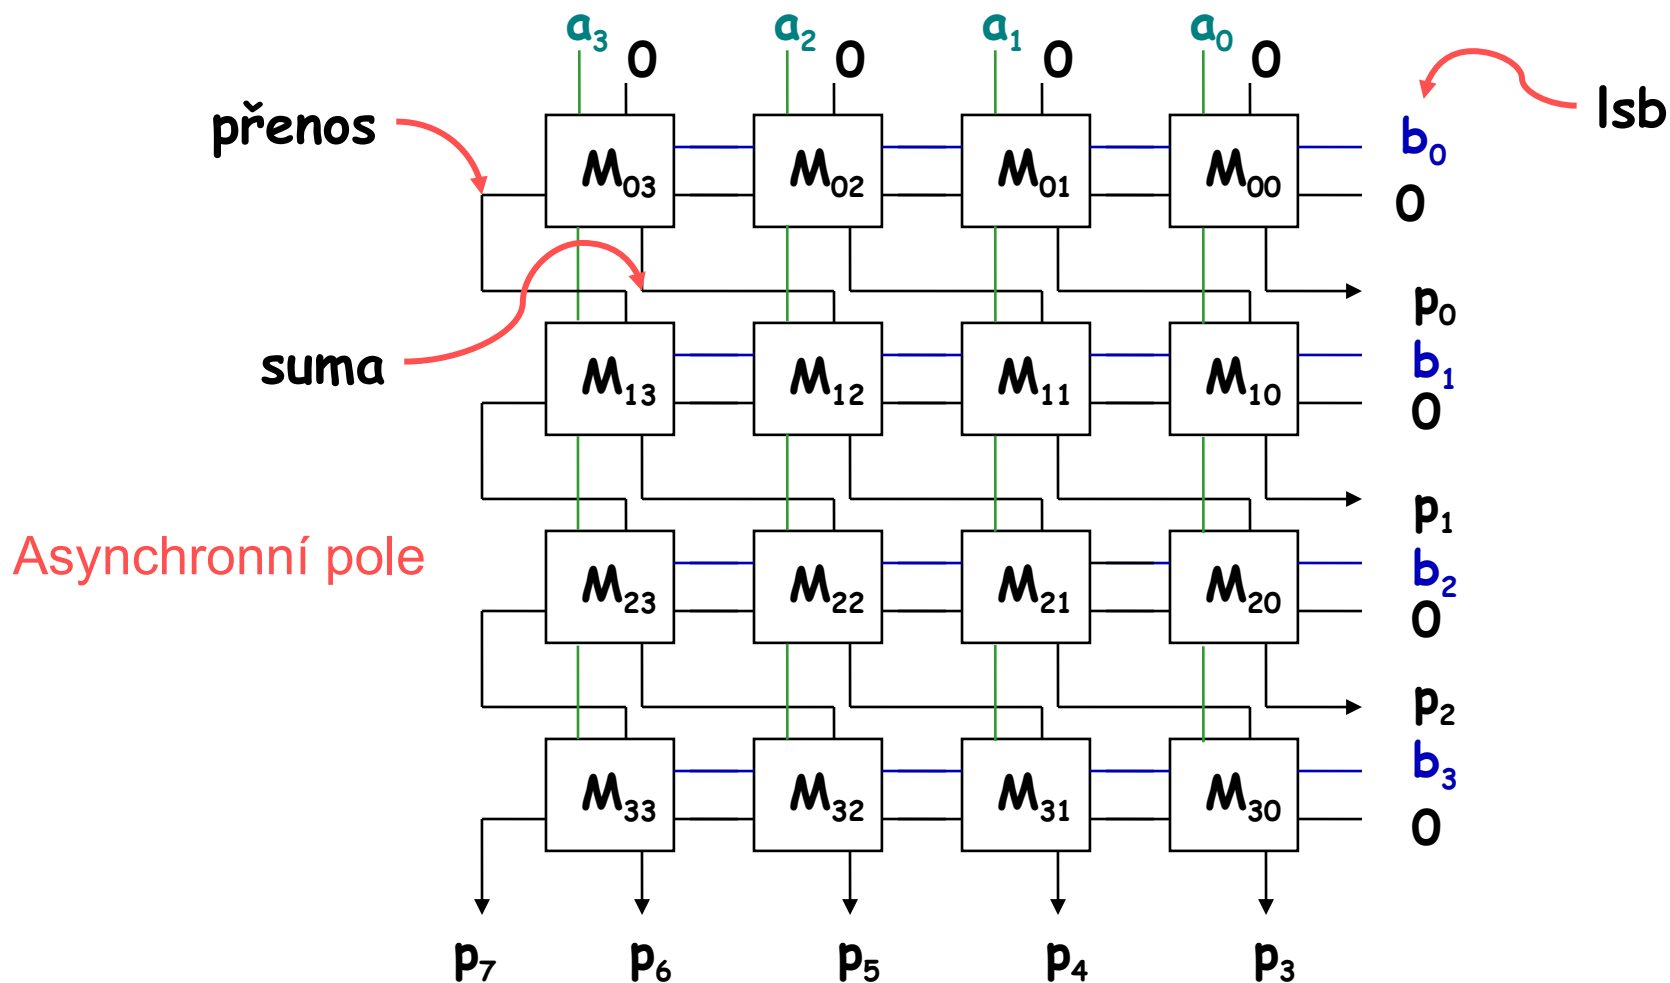 a₃ 0 a₂ 0 a₁ 0 a₀ 0
přenos
lsb
M₀₃ M₀₂ M₀₁ M₀₀ b₀
0
p₀
suma
M₁₃ M₁₂ M₁₁ M₁₀ b₁
0
p₁
Asynchronní pole
M₂₃ M₂₂ M₂₁ M₂₀ b₂
0
p₂
M₃₃ M₃₂ M₃₁ M₃₀ b₃
0
p₇ p₆ p₅ p₄ p₃